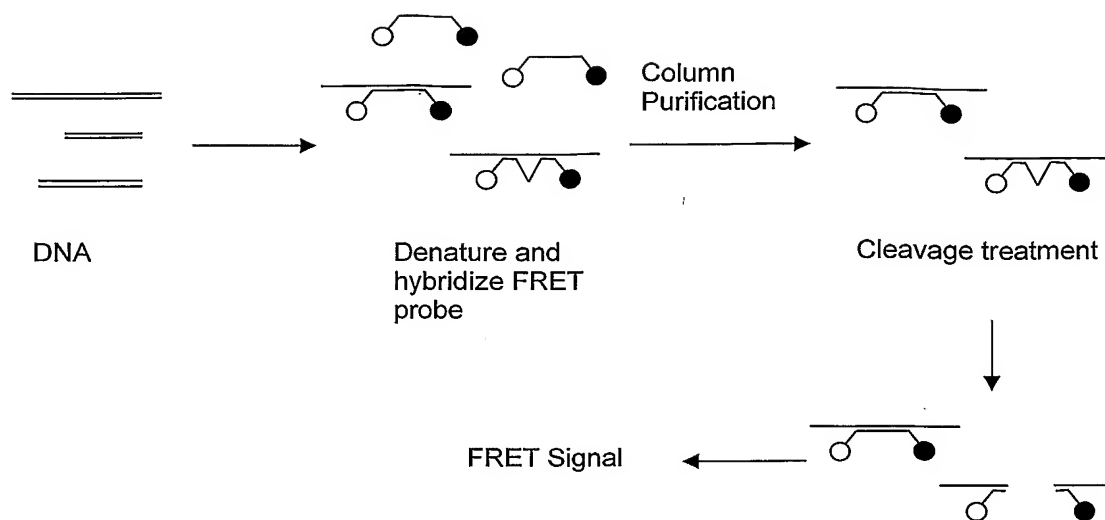 Column
Purification
DNA
Denature and
hybridize FRET
probe
Cleavage treatment
FRET Signal